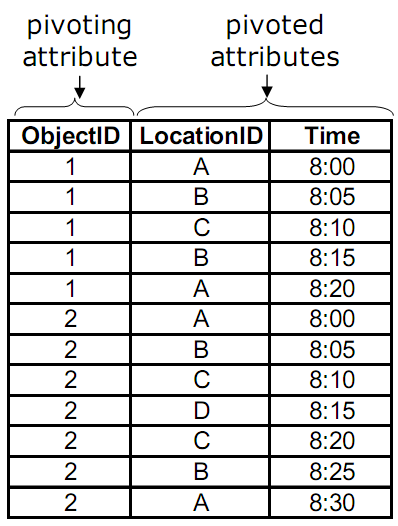 pivoting attribute
pivoted attributes
ObjectID LocationID Time
1 A 8:00
1 B 8:05
1 C 8:10
1 B 8:15
1 A 8:20
2 A 8:00
2 B 8:05
2 C 8:10
2 D 8:15
2 C 8:20
2 B 8:25
2 A 8:30